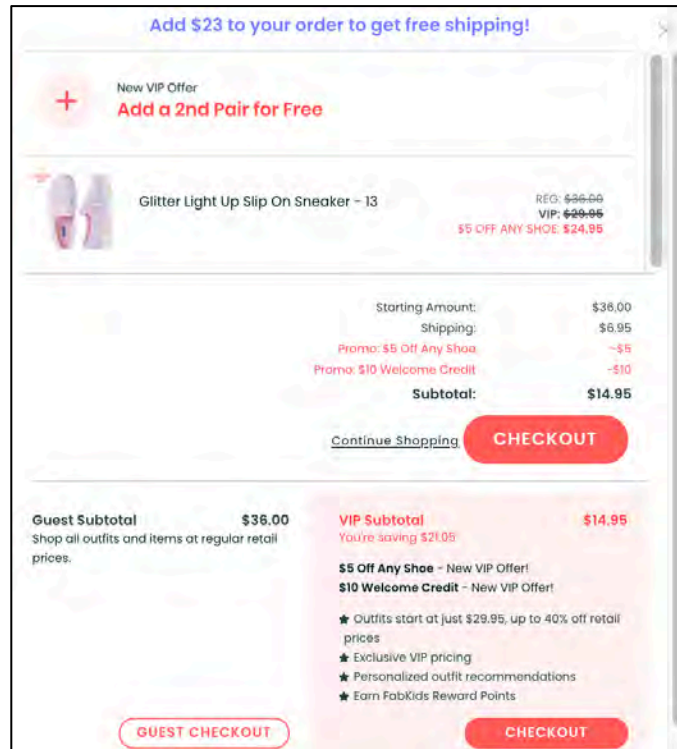 Add $23 to your order to get free shipping!
New VIP Offer
Add a 2nd Pair for Free
Glitter Light Up Slip On Sneaker - 13
REG: $36.00
VIP: $29.95
$5 OFF ANY SHOE: $24.95
Starting Amount: $36.00
Shipping: $6.95
Promo: $5 Off Any Shoe -$5
Promo: $10 Welcome Credit -$10
Subtotal: $14.95
Continue Shopping CHECKOUT
Guest Subtotal $36.00
Shop all outfits and items at regular retail
prices.
GUEST CHECKOUT
VIP Subtotal $14.95
You're saving $21.05
$5 Off Any Shoe - New VIP Offer!
$10 Welcome Credit - New VIP Offer!
★ Outfits start at just $29.95, up to 40% off retail
prices
★ Exclusive VIP pricing
★ Personalized outfit recommendations
★ Earn FabKids Reward Points
CHECKOUT